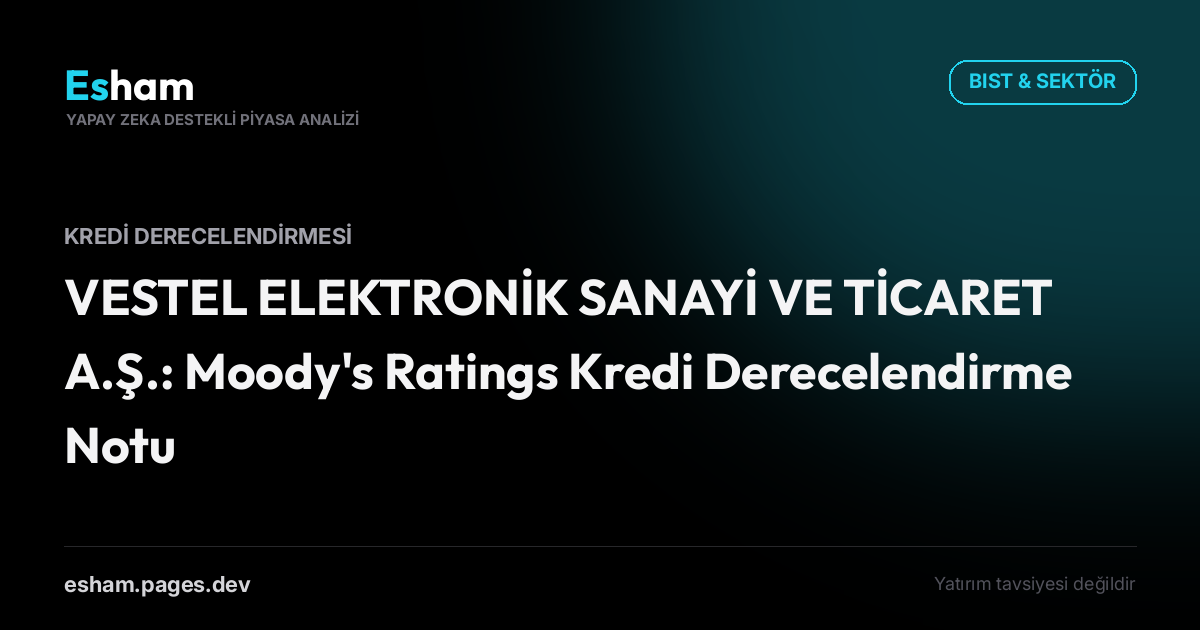 Esham
YAPAY ZEKA DESTEKLİ PİYASA ANALİZİ
BIST & SEKTÖR
KREDİ DERECELENDİRMESİ
VESTEL ELEKTRONİK SANAYİ VE TİCARET
A.Ş.: Moody's Ratings Kredi Derecelendirme
Notu
esham.pages.dev
Yatırım tavsiyesi değildir